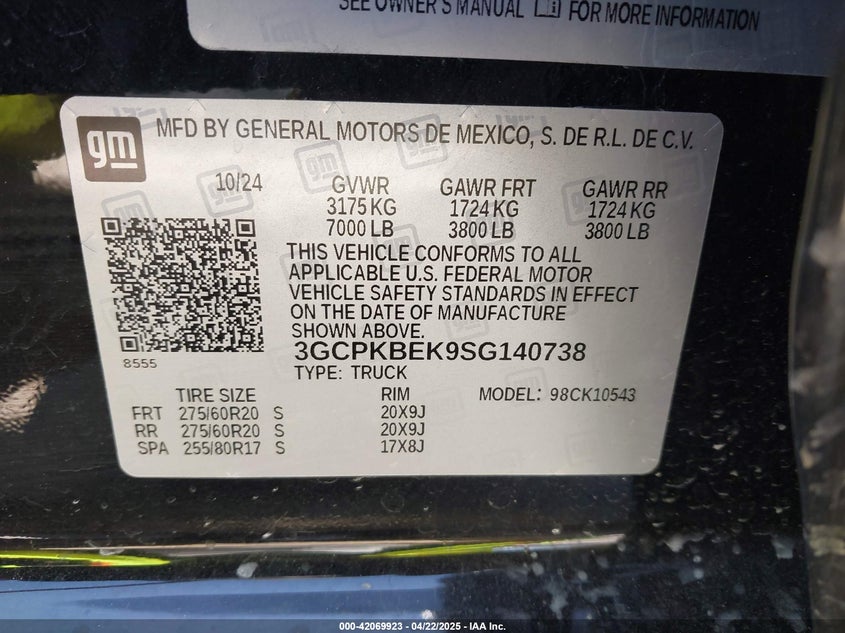 SEE OWNER'S MANUAL FOR MORE INFORMATION
gm
MFD BY GENERAL MOTORS DE MEXICO, S. DE R.L. DE C.V.
10/24 GVWR GAWR FRT GAWR RR
3175 KG 1724 KG 1724 KG
7000 LB 3800 LB 3800 LB
THIS VEHICLE CONFORMS TO ALL
APPLICABLE U.S. FEDERAL MOTOR
VEHICLE SAFETY STANDARDS IN EFFECT
ON THE DATE OF MANUFACTURE
SHOWN ABOVE.
8555
3GCPKBEK9SG140738
TYPE: TRUCK
TIRE SIZE RIM MODEL: 98CK10543
FRT 275/60R20 S 20X9J
RR 275/60R20 S 20X9J
SPA 255/80R17 S 17X8J
000-42069923 - 04/22/2025 - IAA Inc.